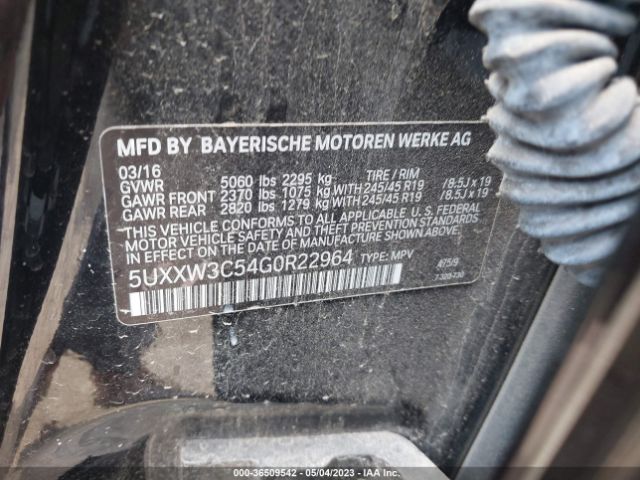 MFD BY BAYERISCHE MOTOREN WERKE AG
03/16 TIRE / RIM
GVWR 5060 lbs 2295 kg
GAWR FRONT 2370 lbs 1075 kg WITH 245/45 R19 /8.5J x 19
GAWR REAR 2820 lbs 1279 kg WITH 245/45 R19 /8.5J x 19
THIS VEHICLE CONFORMS TO ALL APPLICABLE U. S. FEDERAL
MOTOR VEHICLE SAFETY, BUMPER, AND THEFT PREVENTION STANDARDS
IN EFFECT ON THE DATE OF MANUFACTURE SHOWN ABOVE.
5UXXW3C54G0R22964 TYPE: MPV
000-36509542 - 05/04/2023 - IAA Inc.